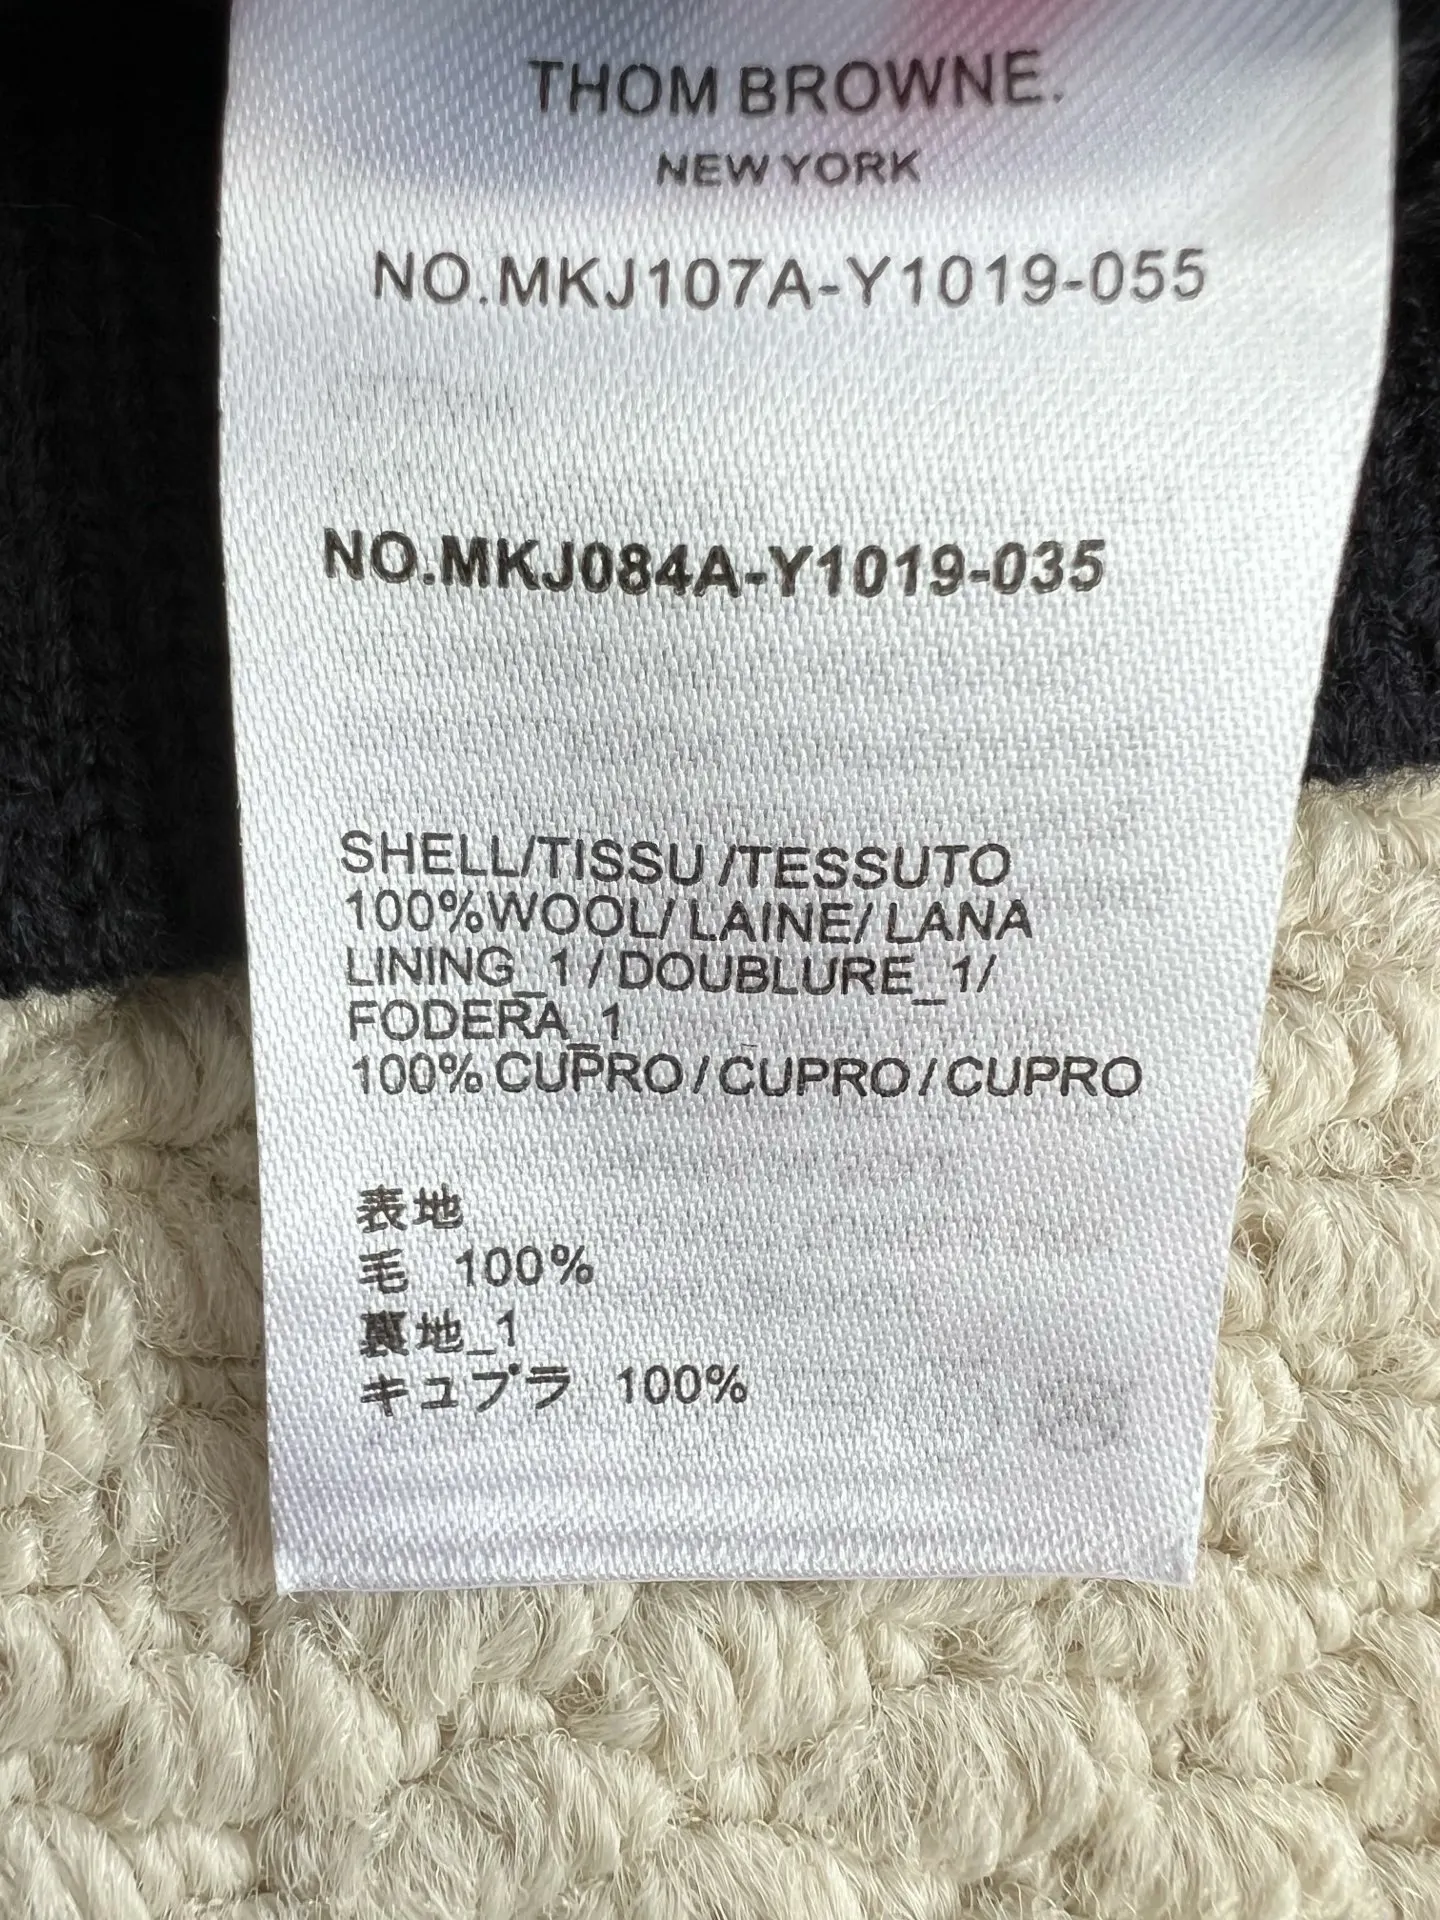 THOM BROWNE.
NEW YORK
NO.MKJ107A-Y1019-055
NO.MKJ084A-Y1019-035
SHELL/TISSU /TESSUTO
100%WOOL/ LAINE/ LANA
LINING_1 / DOUBLURE_1/
FODERA_1
100% CUPRO / CUPRO / CUPRO
表地
毛 100%
裏地_1
キュプラ 100%